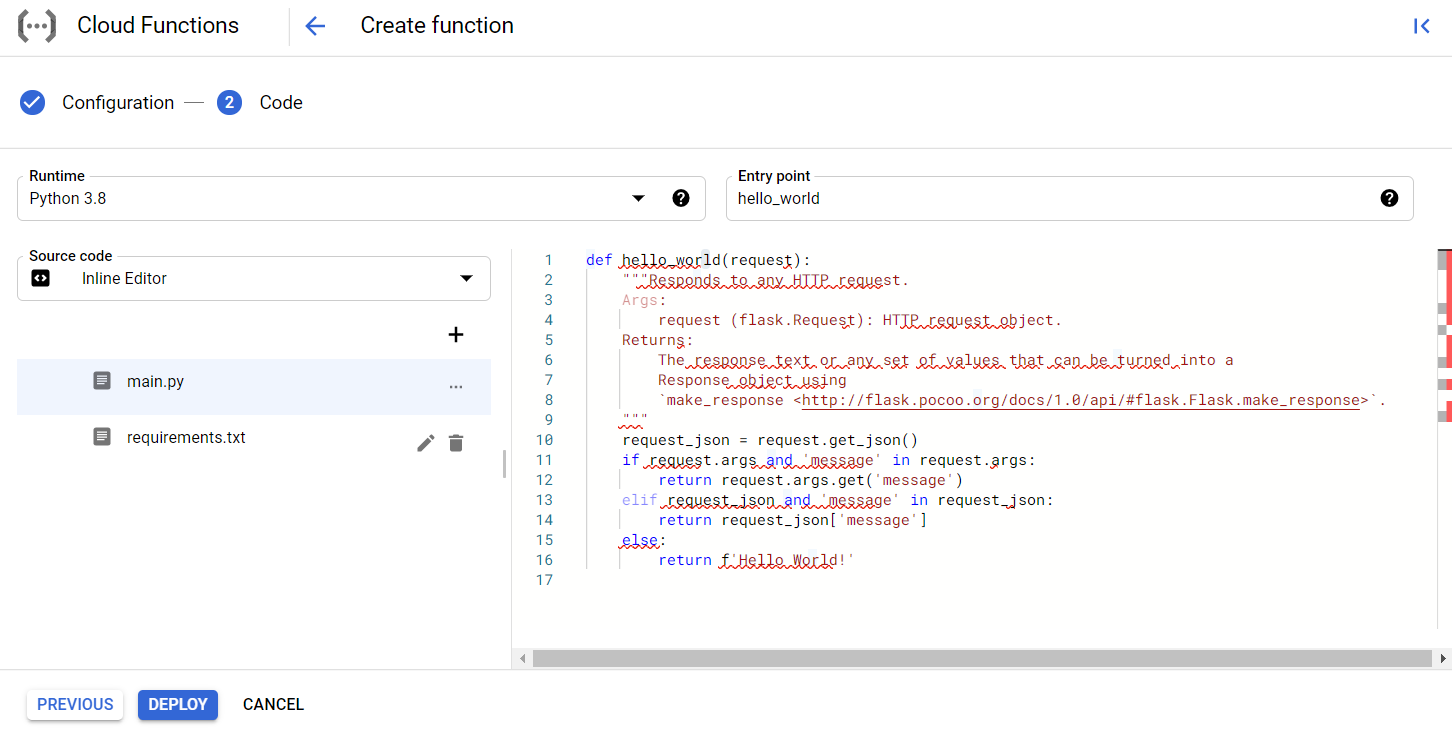 Cloud Functions
Create function
Configuration
2
Code
Runtime
Python 3.8
Entry point
hello_world
Source code
Inline Editor
main.py
requirements.txt
1 def hello_world(request):
2 """Responds to any HTTP request.
3 Args:
4 request (flask.Request): HTTP request object.
5 Returns:
6 The response text or any set of values that can be turned into a
7 Response object using
8 `make_response <http://flask.pocoo.org/docs/1.0/api/#flask.Flask.make_response>`.
9 """
10 request_json = request.get_json()
11 if request.args and 'message' in request.args:
12 return request.args.get('message')
13 elif request_json and 'message' in request_json:
14 return request_json['message']
15 else:
16 return f'Hello World!'
17
PREVIOUS
DEPLOY
CANCEL